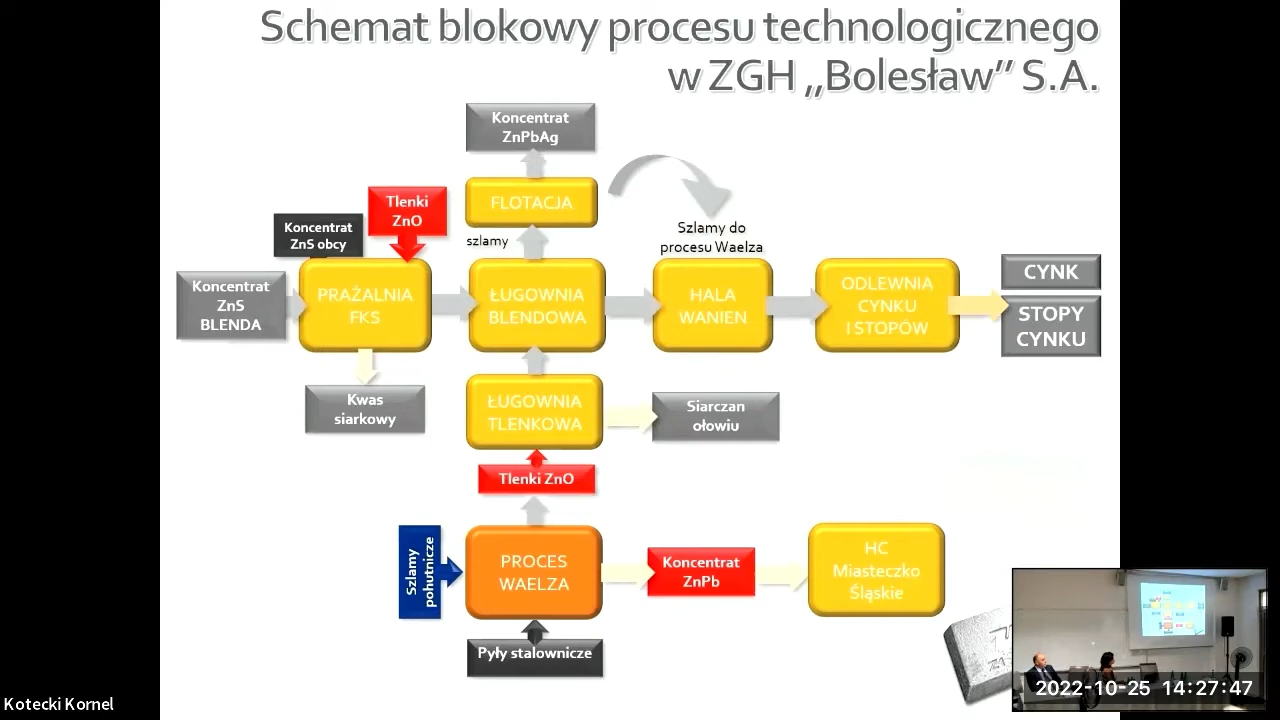 Schemat blokowy procesu technologicznego
w ZGH „Bolesław” S.A.
Koncentrat
ZnPbAg
Tlenki
ZnO
FLOTACJA
Koncentrat
ZnS obcy
szlamy
Szlamy do
procesu Waelza
Koncentrat
ZnS
BLENDA
PRAŻALNIA
FKS
ŁUGOWNIA
BLENDOWA
HALA
WANIEN
ODLEWNIA
CYNKU
I STOPÓW
CYNK
STOPY
CYNKU
Kwas
siarkowy
ŁUGOWNIA
TLENKOWA
Siarczan
ołowiu
Tlenki ZnO
Szlamy
pohutnicze
PROCES
WAELZA
Koncentrat
ZnPb
HC
Miasteczko
Śląskie
Pyły stalownicze
2022-10-25 14:27:47
Kotecki Kornel